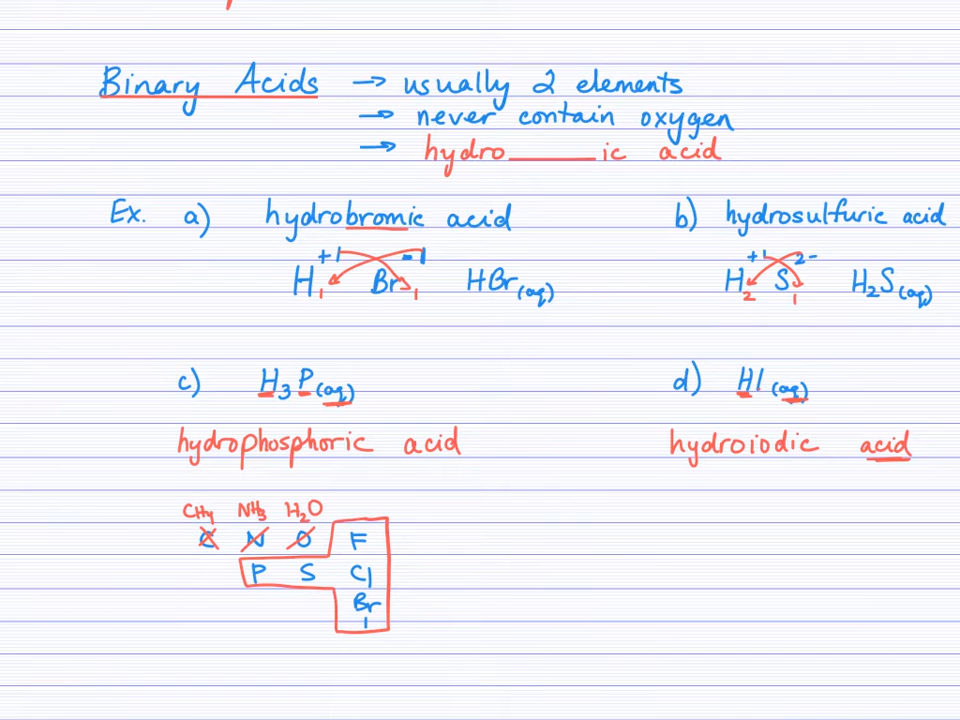 Binary Acids → usually 2 elements
→ never contain oxygen
→ hydro______ic acid
Ex. a) hydrobromic acid
H₁ +1 Br₁ -1 HBr(aq)
b) hydrosulfuric acid
H₂ +1 S₁ 2- H₂S(aq)
c) H₃P(aq)
hydrophosphoric acid
d) HI(aq)
hydroiodic acid
CH₄ NH₃ H₂O
C N O F
P S Cl
Br
I